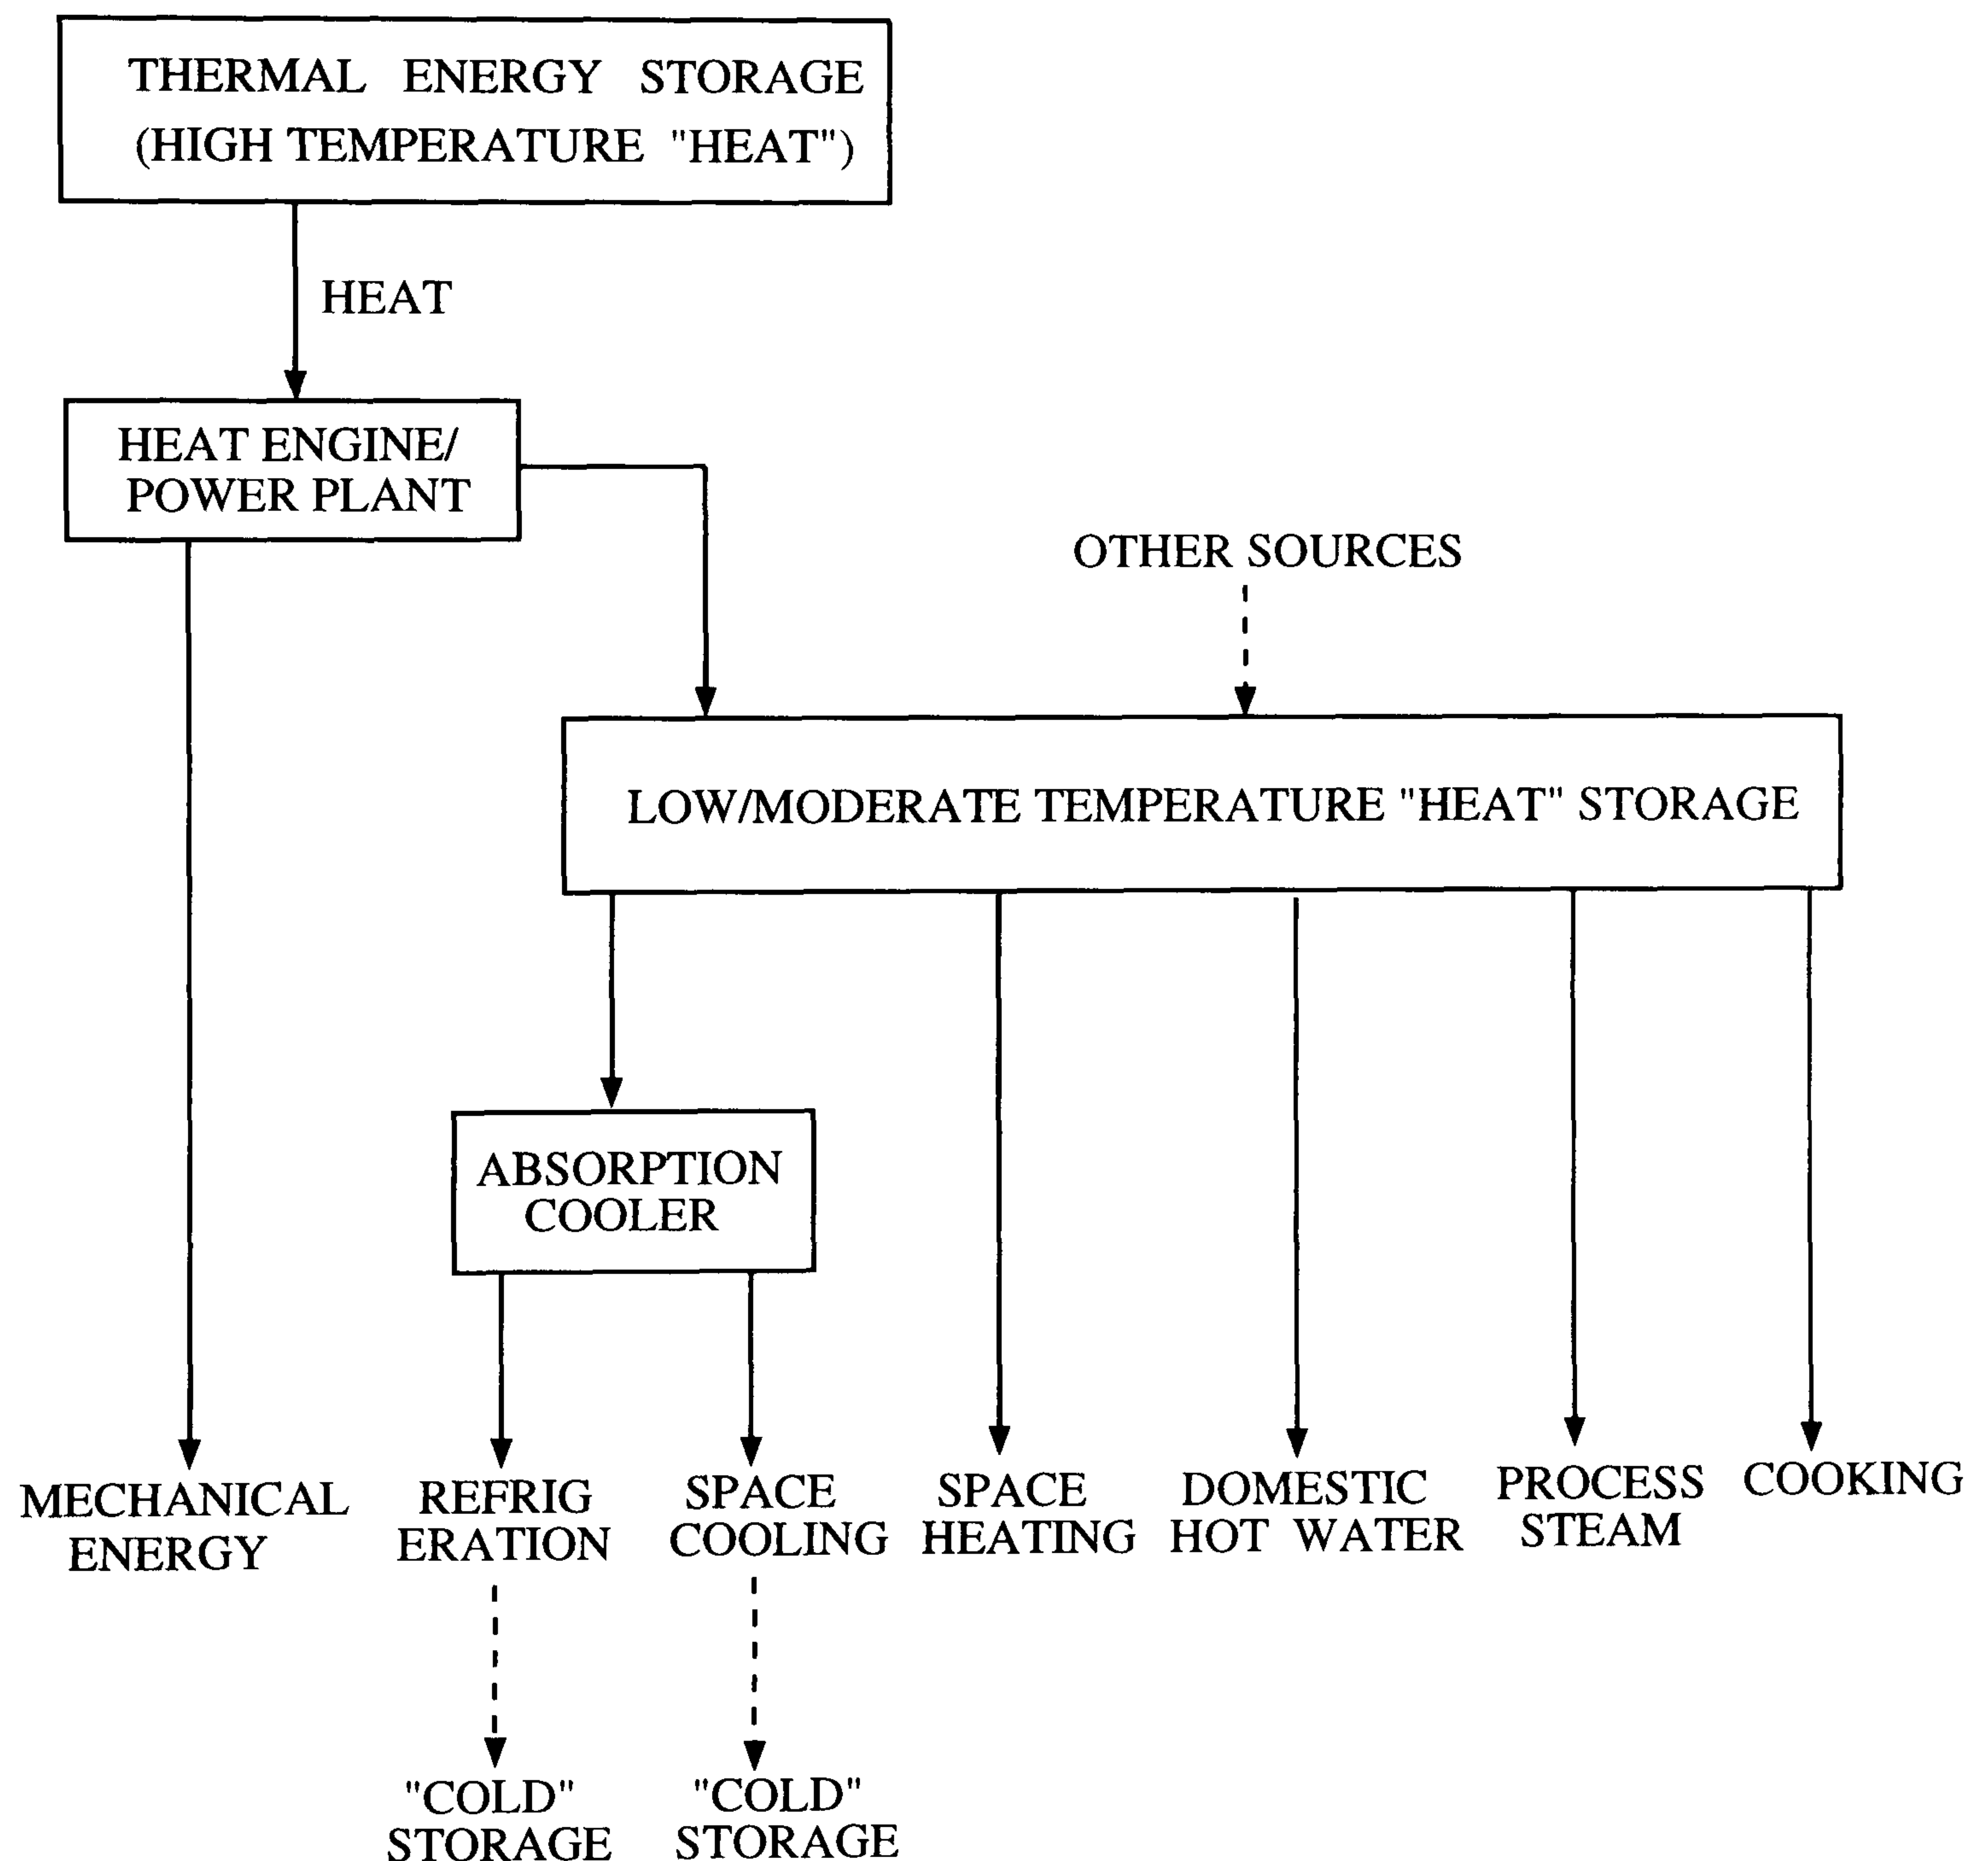 THERMAL ENERGY STORAGE
(HIGH TEMPERATURE "HEAT")
HEAT
HEAT ENGINE/
POWER PLANT
OTHER SOURCES
LOW/MODERATE TEMPERATURE "HEAT" STORAGE
ABSORPTION
COOLER
MECHANICAL
ENERGY
REFRIG
ERATION
SPACE
COOLING
SPACE
HEATING
DOMESTIC
HOT WATER
PROCESS
STEAM
COOKING
"COLD"
STORAGE
"COLD"
STORAGE